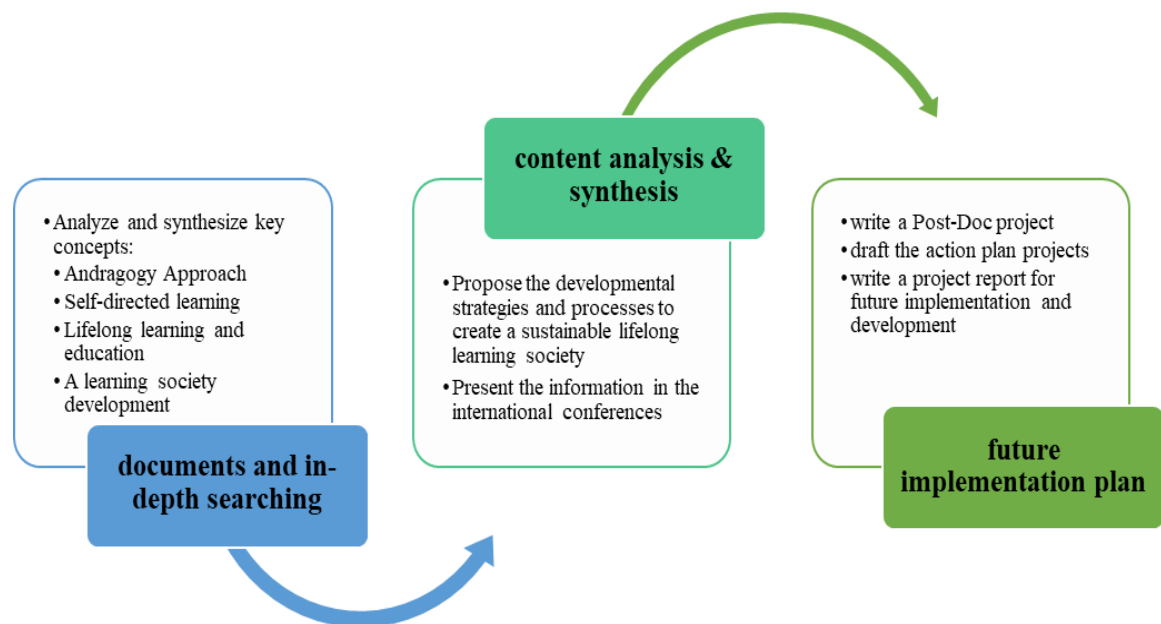 •Analyze and synthesize key
concepts:
•Andragogy Approach
•Self-directed learning
•Lifelong learning and
education
•A learning society
development
documents and in-
depth searching
content analysis &
synthesis
•Propose the developmental
strategies and processes to
create a sustainable lifelong
learning society
•Present the information in the
international conferences
•write a Post-Doc project
•draft the action plan projects
•write a project report for
future implementation and
development
future
implementation plan